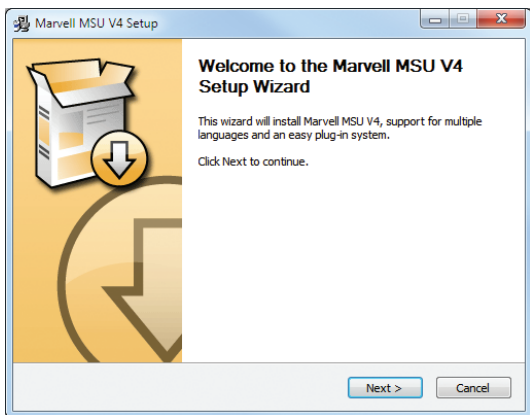 Marvell MSU V4 Setup
Welcome to the Marvell MSU V4
Setup Wizard
This wizard will install Marvell MSU V4, support for multiple
languages and an easy plug-in system.
Click Next to continue.
Next >
Cancel